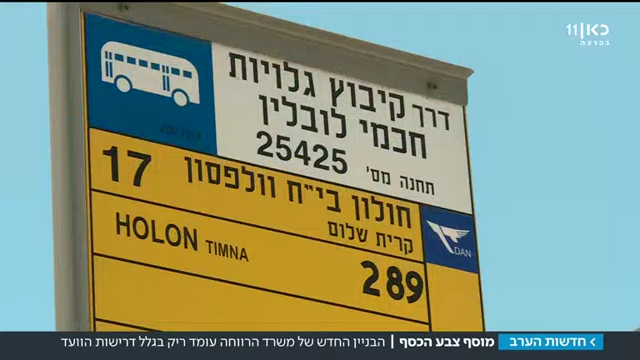 כאן 11
בהרצה
דרך קיבוץ גלויות
חכמי לובלין
תחנה מס' 25425
17 חולון בי״ח וולפסון
קרית שלום
HOLON TIMNA
289
DAN
חדשות הערב
מוסף צבע הכסף | הבניין החדש של משרד הרווחה עומד ריק בגלל דרישות הוועד